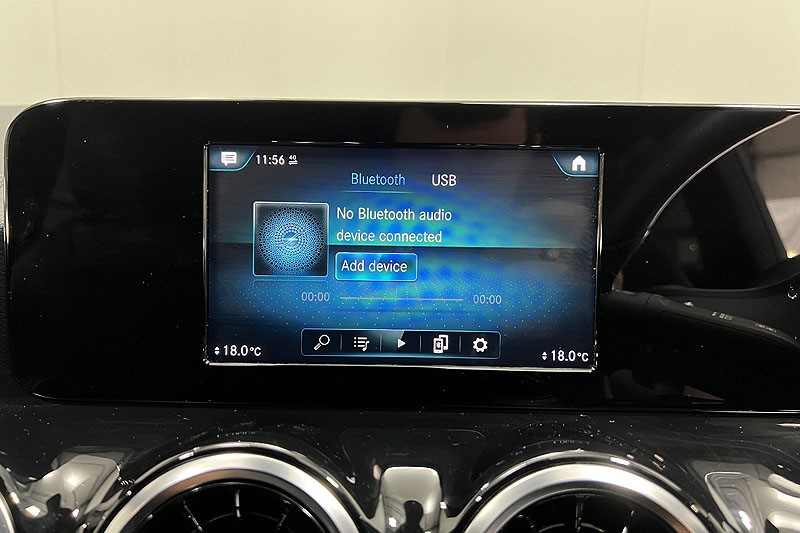 11:56 4G
Bluetooth USB
No Bluetooth audio
device connected
Add device
00:00 00:00
18.0°C 18.0°C